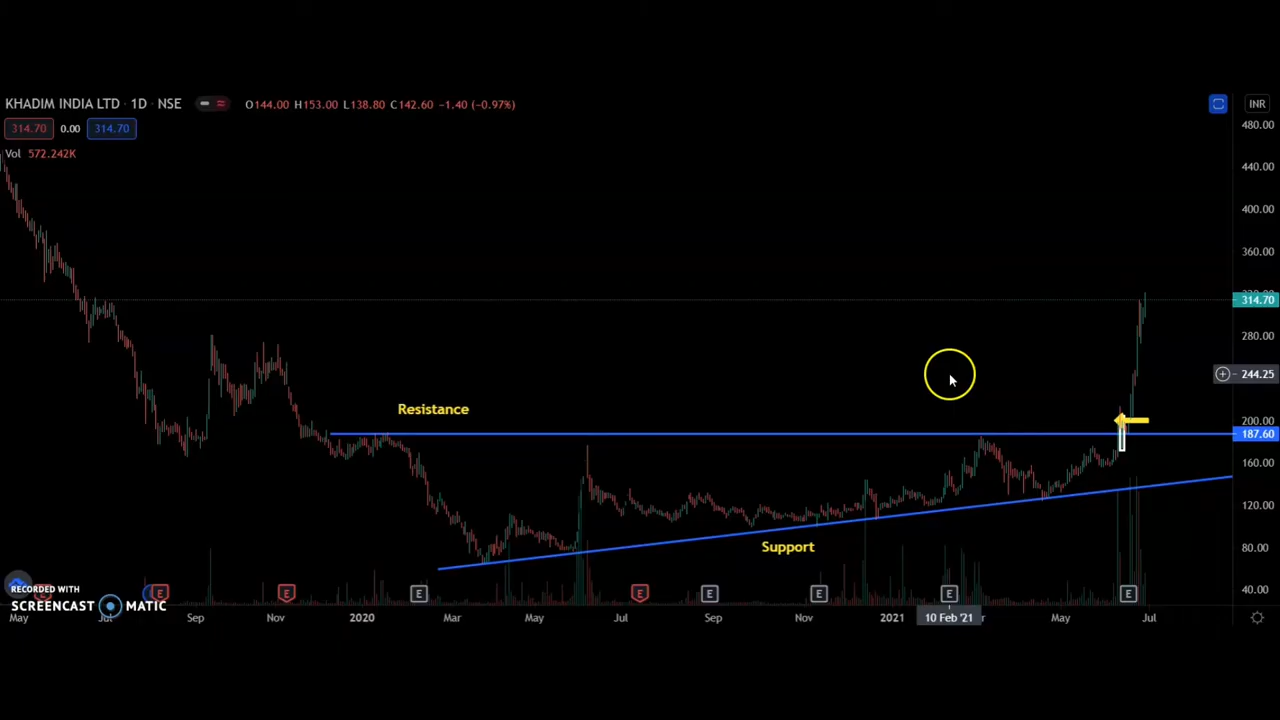 KHADIM INDIA LTD · 1D · NSE
O144.00 H153.00 L138.80 C142.60 −1.40 (−0.97%)
INR
314.70 0.00 314.70
Vol 572.242K
480.00
440.00
400.00
360.00
314.70
280.00
244.25
200.00
187.60
160.00
120.00
80.00
40.00
Resistance
Support
E E E E E E E E
RECORDED WITH
SCREENCAST MATIC
May Jul Sep Nov 2020 Mar May Jul Sep Nov 2021 10 Feb '21 May Jul